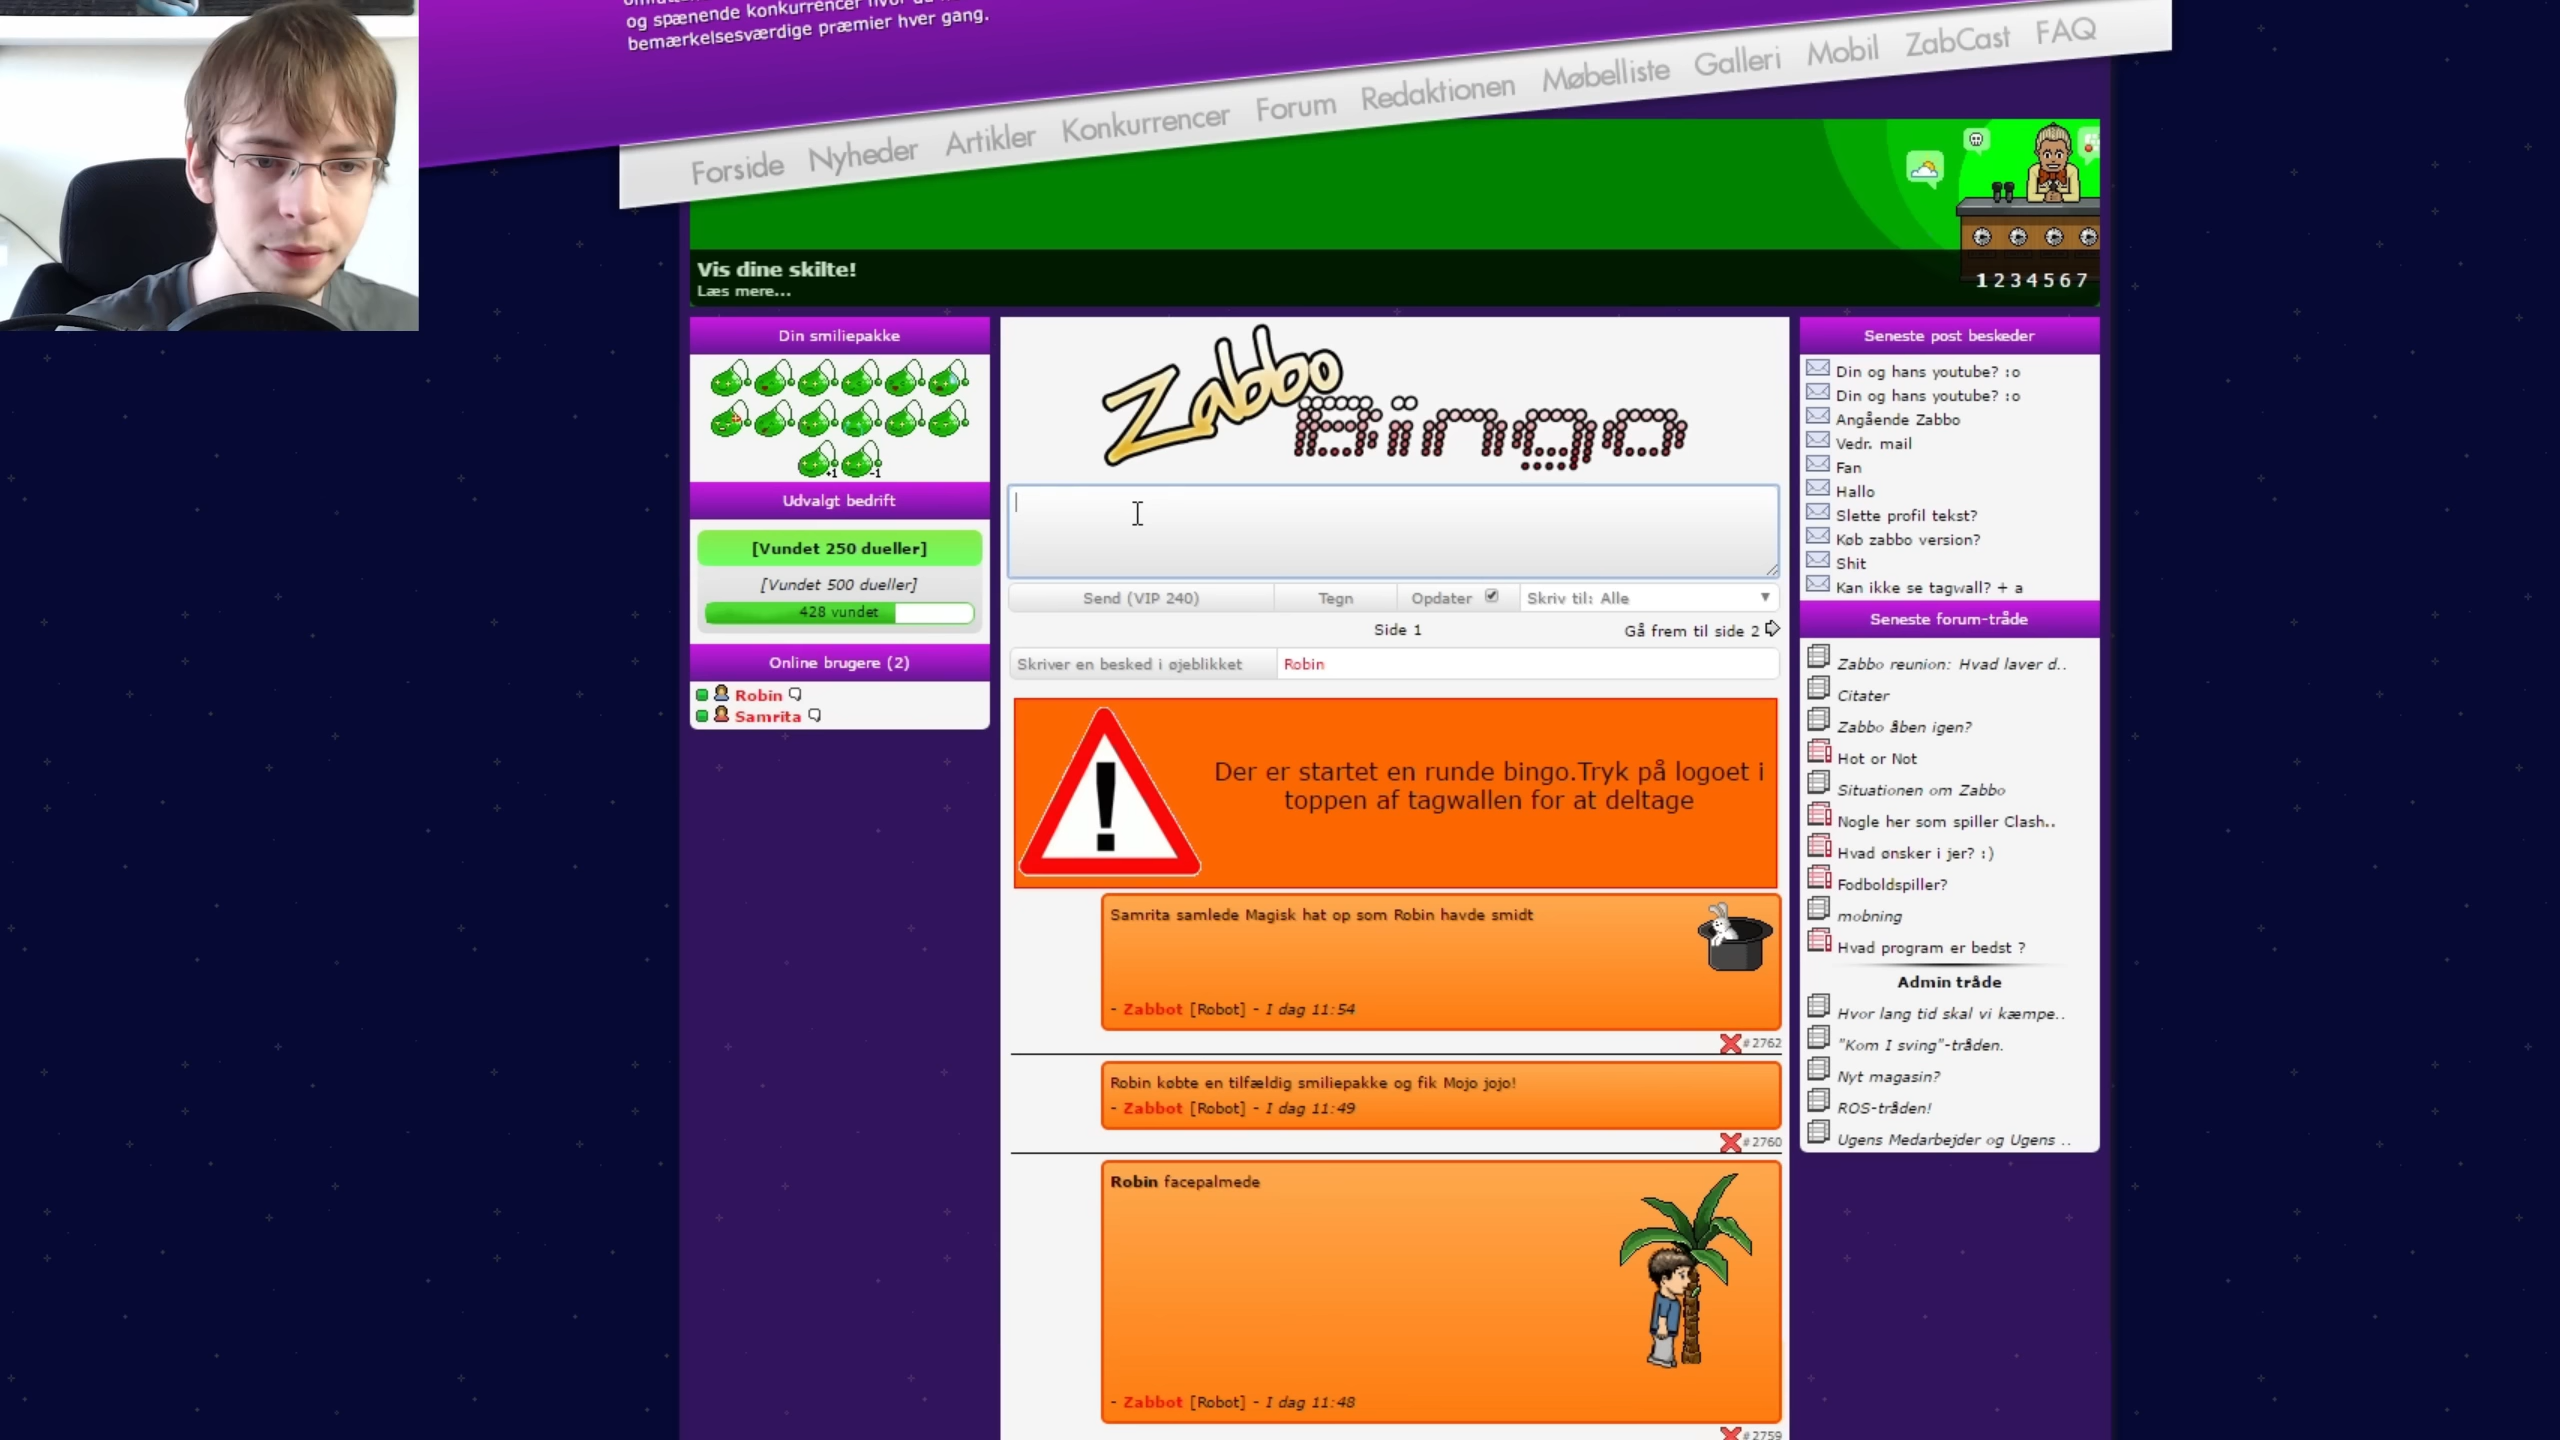 og spænende konkurrencer hvor du
bemærkelsesværdige præmier hver gang.
Forside Nyheder Artikler Konkurrencer Forum Redaktionen Møbelliste Galleri Mobil ZabCast FAQ
Vis dine skilte!
Læs mere...
1 2 3 4 5 6 7
Din smiliepakke
+1 -1
Udvalgt bedrift
[Vundet 250 dueller]
[Vundet 500 dueller]
428 vundet
Online brugere (2)
Robin
Samrita
Zabbo
Bingo
Send (VIP 240) Tegn Opdater Skriv til: Alle
Side 1 Gå frem til side 2
Skriver en besked i øjeblikket Robin
Der er startet en runde bingo.Tryk på logoet i
toppen af tagwallen for at deltage
Samrita samlede Magisk hat op som Robin havde smidt
- Zabbot [Robot] - I dag 11:54
#2762
Robin købte en tilfældig smiliepakke og fik Mojo jojo!
- Zabbot [Robot] - I dag 11:49
#2760
Robin facepalmede
- Zabbot [Robot] - I dag 11:48
#2759
Seneste post beskeder
Din og hans youtube? :o
Din og hans youtube? :o
Angående Zabbo
Vedr. mail
Fan
Hallo
Slette profil tekst?
Køb zabbo version?
Shit
Kan ikke se tagwall? + a
Seneste forum-tråde
Zabbo reunion: Hvad laver d..
Citater
Zabbo åben igen?
Hot or Not
Situationen om Zabbo
Nogle her som spiller Clash..
Hvad ønsker i jer? :)
Fodboldspiller?
mobning
Hvad program er bedst ?
Admin tråde
Hvor lang tid skal vi kæmpe..
"Kom I sving"-tråden.
Nyt magasin?
ROS-tråden!
Ugens Medarbejder og Ugens ..